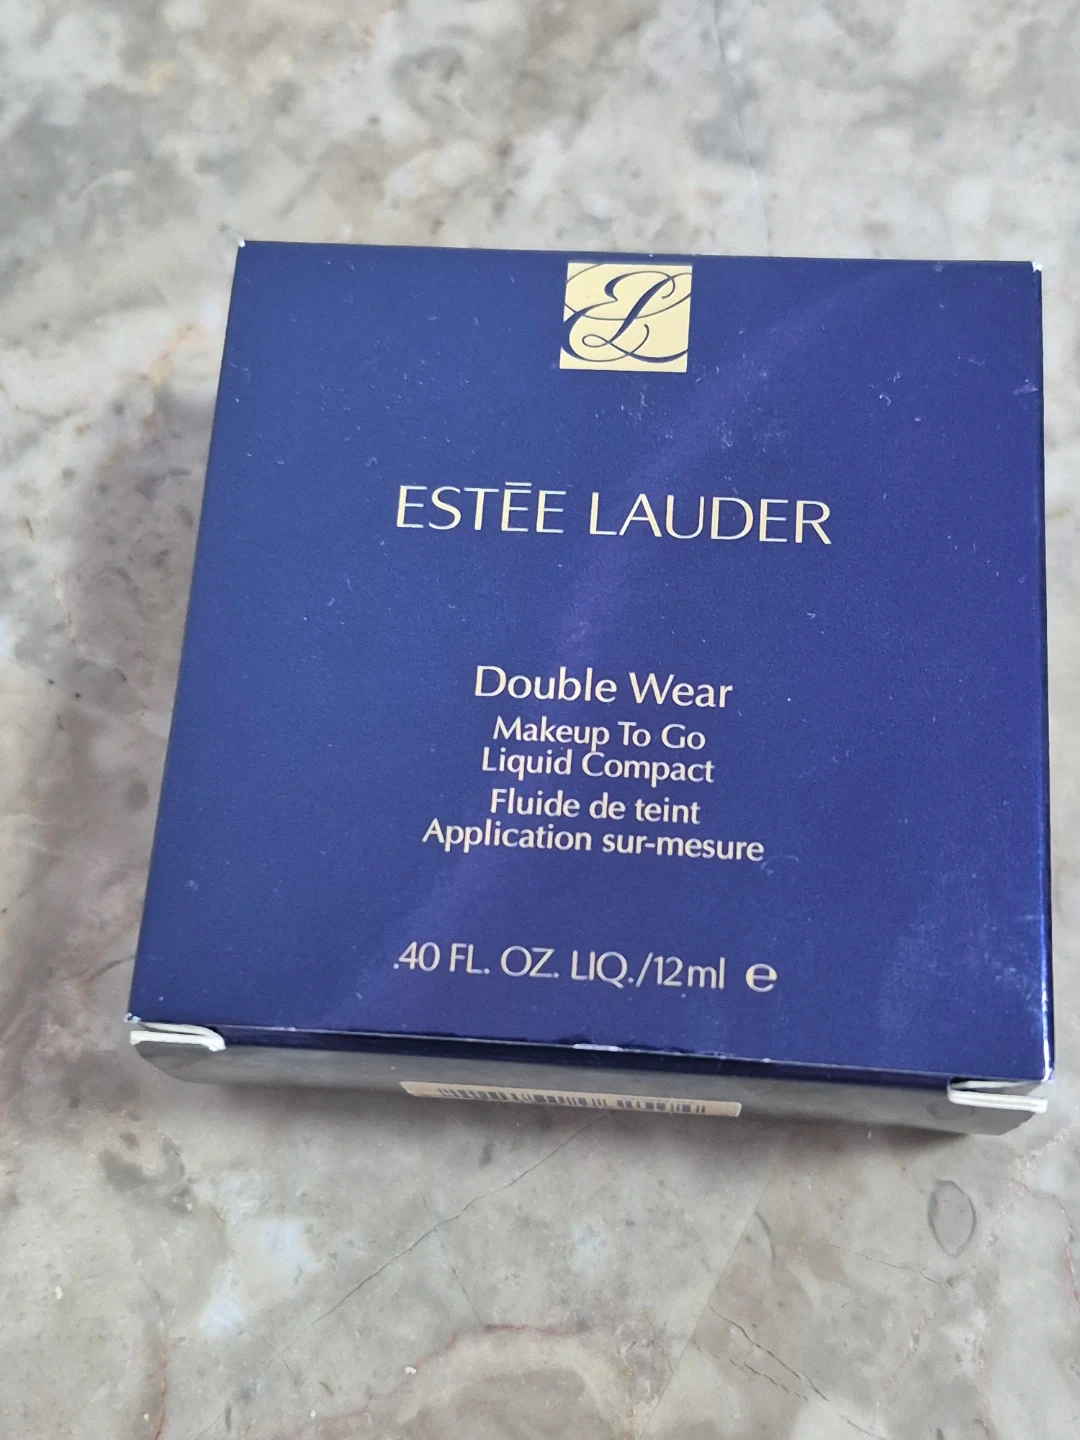 EL
ESTĒE LAUDER
Double Wear
Makeup To Go
Liquid Compact
Fluide de teint
Application sur-mesure
.40 FL. OZ. LIQ./12ml e